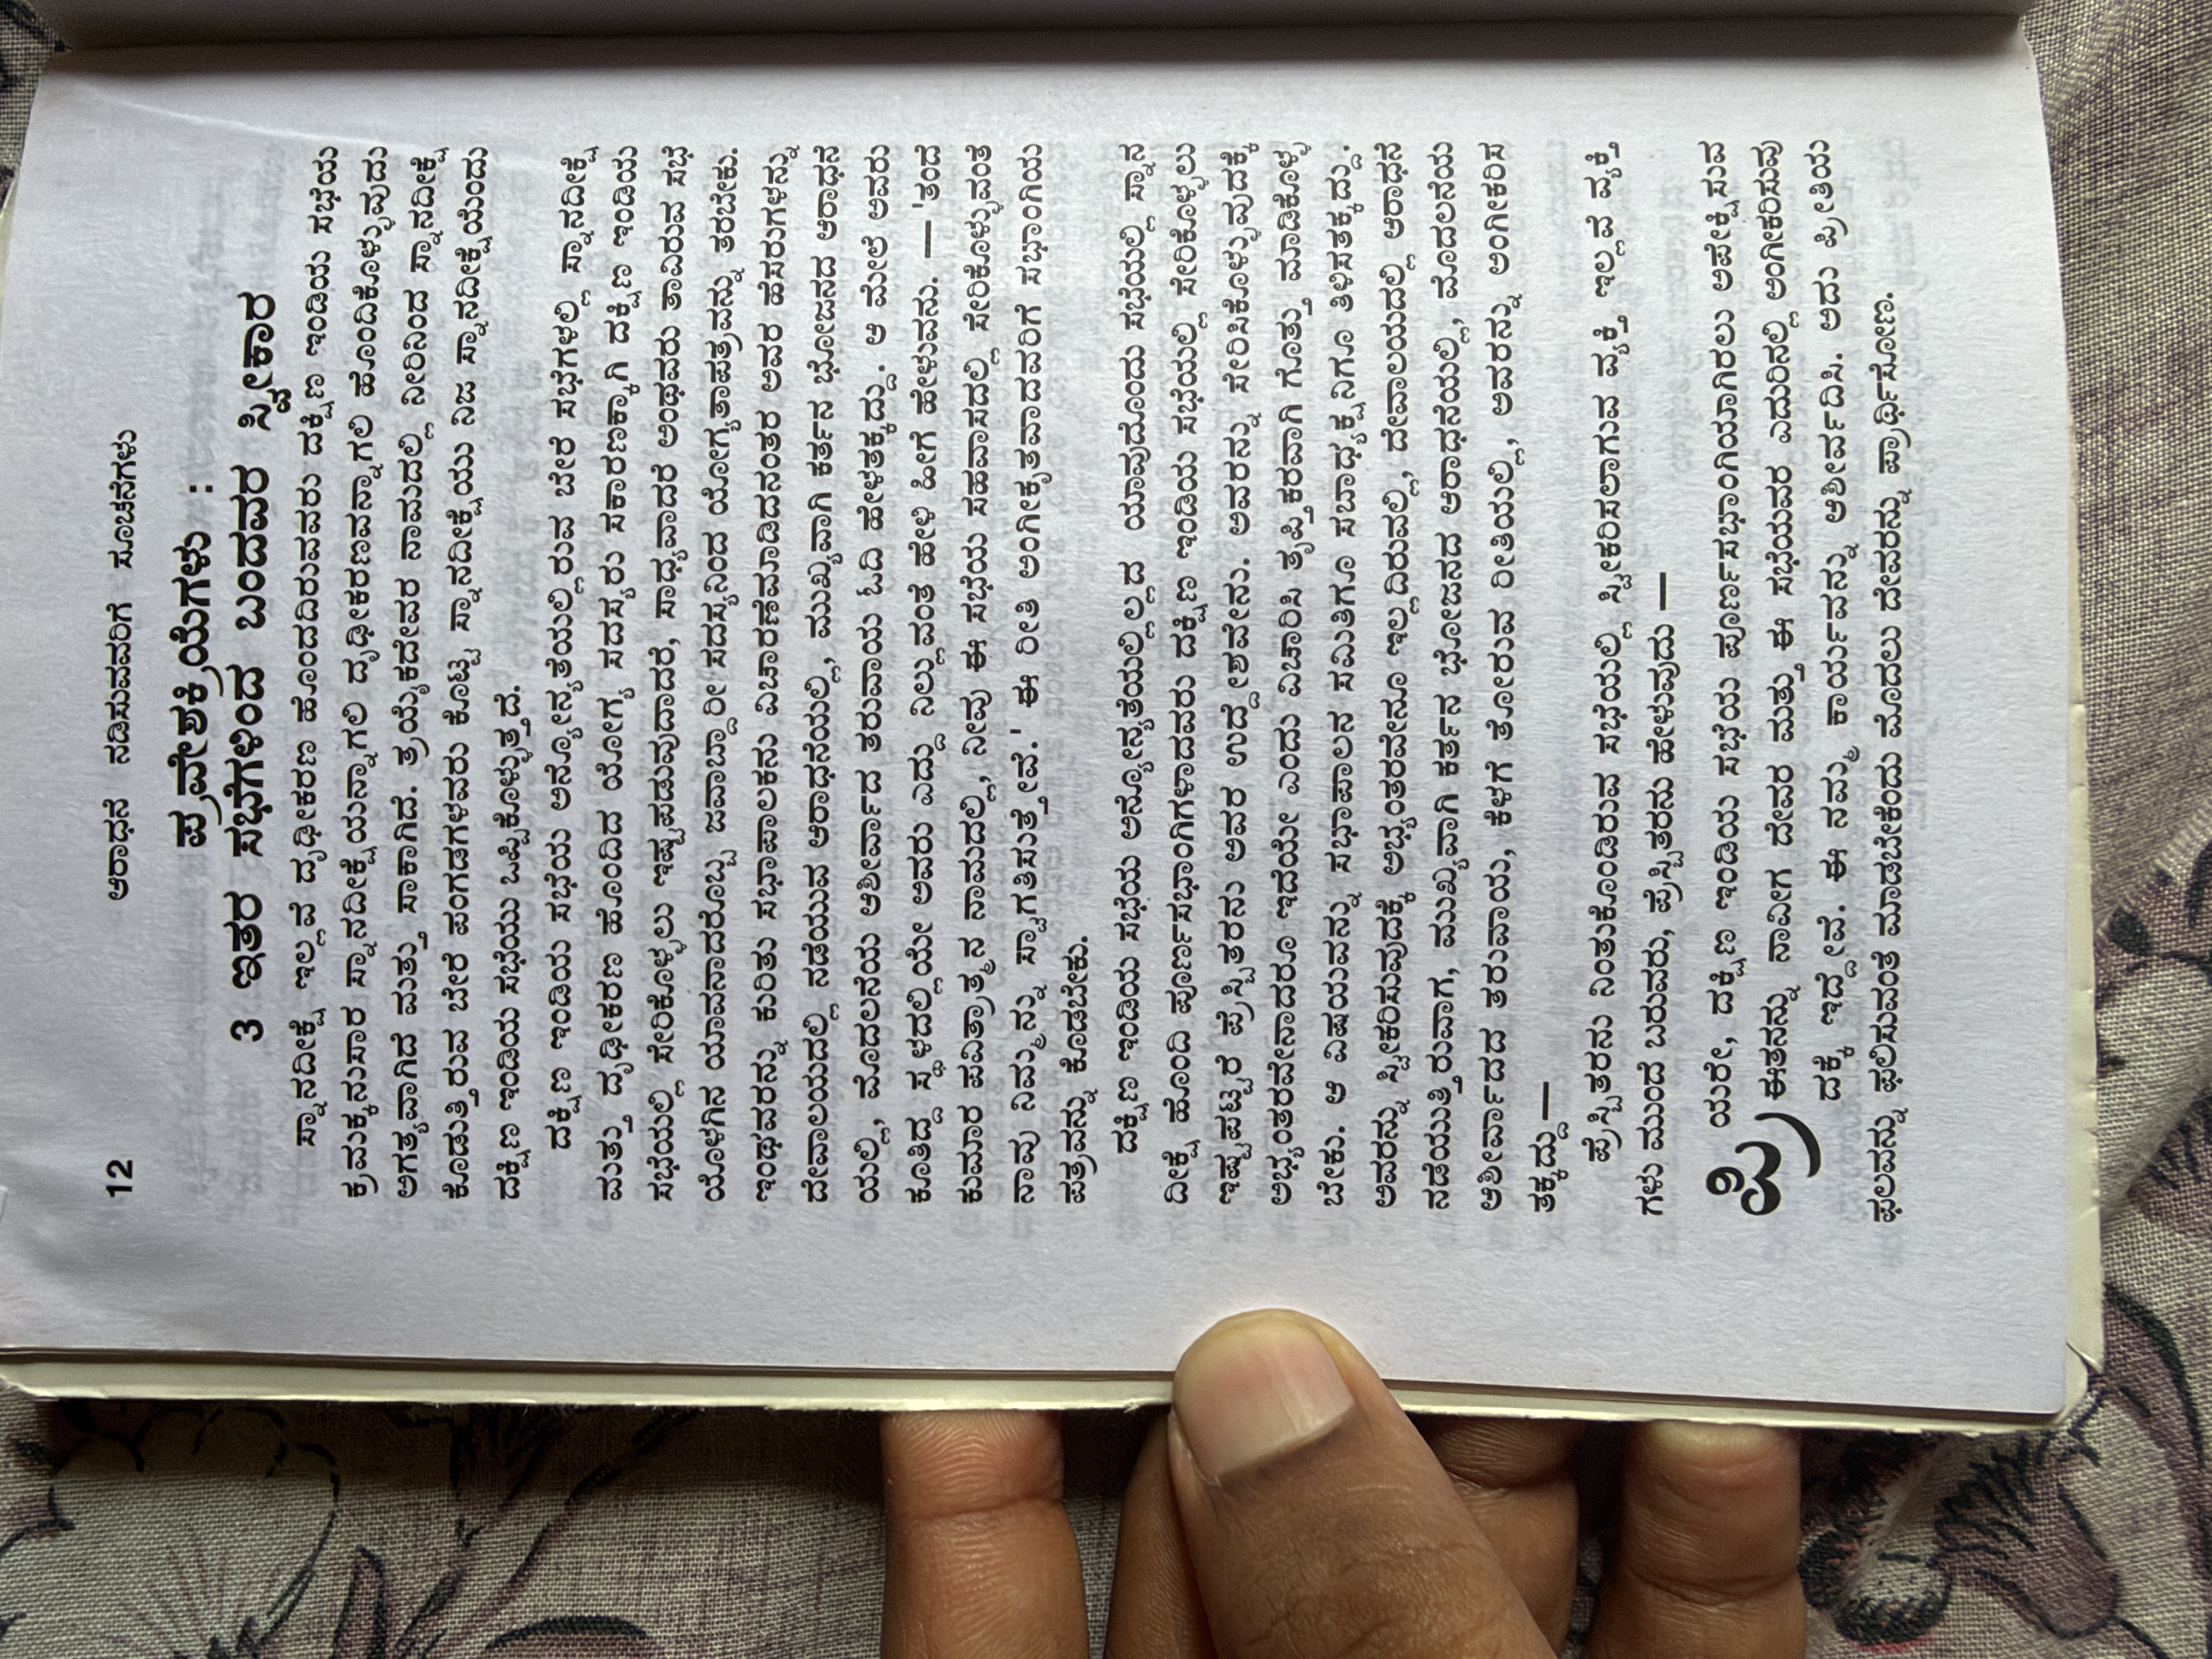 12 ಆರಾಧನೆ ನಡಿಸುವವರಿಗೆ ಸೂಚನೆಗಳು
ಪ್ರವೇಶಕ್ರಿಯೆಗಳು :
3 ಇತರ ಸಭೆಗಳಿಂದ ಬಂದವರ ಸ್ವೀಕಾರ
ಸ್ನಾನದೀಕ್ಷೆ ಇಲ್ಲವೆ ದೃಢೀಕರಣ ಹೊಂದದಿರುವವರು ದಕ್ಷಿಣ ಇಂಡಿಯ ಸಭೆಯ
ಕ್ರಮಕ್ಕನುಸಾರ ಸ್ನಾನದೀಕ್ಷೆಯನ್ನಾಗಲಿ ದೃಢೀಕರಣವನ್ನಾಗಲಿ ಹೊಂದಿಕೊಳ್ಳುವುದು
ಅಗತ್ಯವಾಗಿದೆ ಮತ್ತು ಸಾಕಾಗಿದೆ. ತ್ರಯೈಕದೇವರ ನಾಮದಲ್ಲಿ ನೀರಿನಿಂದ ಸ್ನಾನದೀಕ್ಷೆ
ಕೊಡುತ್ತಿರುವ ಬೇರೆ ಪಂಗಡಗಳವರು ಕೊಟ್ಟ ಸ್ನಾನದೀಕ್ಷೆಯು ನಿಜ ಸ್ನಾನದೀಕ್ಷೆಯೆಂದು
ದಕ್ಷಿಣ ಇಂಡಿಯ ಸಭೆಯು ಒಪ್ಪಿಕೊಳ್ಳುತ್ತದೆ.
ದಕ್ಷಿಣ ಇಂಡಿಯ ಸಭೆಯ ಅನ್ಯೋನ್ಯತೆಯಲ್ಲಿರುವ ಬೇರೆ ಸಭೆಗಳಲ್ಲಿ ಸ್ನಾನದೀಕ್ಷೆ
ಮತ್ತು ದೃಢೀಕರಣ ಹೊಂದಿದ ಯೋಗ್ಯ ಸದಸ್ಯರು ಸಕಾರಣಕ್ಕಾಗಿ ದಕ್ಷಿಣ ಇಂಡಿಯ
ಸಭೆಯಲ್ಲಿ ಸೇರಿಕೊಳ್ಳಲು ಇಷ್ಟಪಡುವುದಾದರೆ, ಸಾಧ್ಯವಾದರೆ ಅಂಥವರು ತಾವಿರುವ ಸಭೆ
ಯೊಳಗಿನ ಯಾವನಾದರೊಬ್ಬ ಜವಾಬ್ದಾರೀ ಸದಸ್ಯನಿಂದ ಯೋಗ್ಯತಾಪತ್ರವನ್ನು ತರಬೇಕು.
ಇಂಥವರನ್ನು ಕುರಿತು ಸಭಾಪಾಲಕನು ವಿಚಾರಣೆಮಾಡಿದನಂತರ ಅವರ ಹೆಸರುಗಳನ್ನು
ದೇವಾಲಯದಲ್ಲಿ ನಡೆಯುವ ಆರಾಧನೆಯಲ್ಲಿ, ಮುಖ್ಯವಾಗಿ ಕರ್ತನ ಭೋಜನದ ಆರಾಧನೆ
ಯಲ್ಲಿ, ಮೊದಲನೆಯ ಆಶೀರ್ವಾದ ತರುವಾಯ ಓದಿ ಹೇಳತಕ್ಕದ್ದು. ಆ ಮೇಲೆ ಅವರು
ಕೂತಿದ್ದ ಸ್ಥಳದಲ್ಲಿಯೇ ಅವರು ಎದ್ದು ನಿಲ್ಲುವಂತೆ ಹೇಳಿ ಹೀಗೆ ಹೇಳುವನು. — 'ತಂದೆ
ಕುಮಾರ ಪವಿತ್ರಾತ್ಮನ ನಾಮದಲ್ಲಿ, ನೀವು ಈ ಸಭೆಯ ಸಹವಾಸದಲ್ಲಿ ಸೇರಿಕೊಳ್ಳುವಂತೆ
ನಾವು ನಿಮ್ಮನ್ನು ಸ್ವಾಗತಿಸುತ್ತೇವೆ.' ಈ ರೀತಿ ಅಂಗೀಕೃತವಾದವರಿಗೆ ಸಭಾಂಗಿಯ
ಪತ್ರವನ್ನು ಕೊಡಬೇಕು.
ದಕ್ಷಿಣ ಇಂಡಿಯ ಸಭೆಯ ಅನ್ಯೋನ್ಯತೆಯಲ್ಲಿಲ್ಲದ ಯಾವುದೊಂದು ಸಭೆಯಲ್ಲಿ ಸ್ನಾನ
ದೀಕ್ಷೆ ಹೊಂದಿ ಪೂರ್ಣಸಭಾಂಗಿಗಳಾದವರು ದಕ್ಷಿಣ ಇಂಡಿಯ ಸಭೆಯಲ್ಲಿ ಸೇರಿಕೊಳ್ಳಲು
ಇಷ್ಟಪಟ್ಟರೆ ಪ್ರೆಸ್ಬಿತರನು ಅವರ ಉದ್ದೇಶವೇನು. ಅವರನ್ನು ಸೇರಿಸಿಕೊಳ್ಳುವುದಕ್ಕೆ
ಅಭ್ಯಂತರವೇನಾದರೂ ಇದೆಯೇ ಎಂದು ವಿಚಾರಿಸಿ ತೃಪ್ತಿಕರವಾಗಿ ಗೊತ್ತು ಮಾಡಿಕೊಳ್ಳ
ಬೇಕು. ಆ ವಿಷಯವನ್ನು ಸಭಾಪಾಲನ ಸಮಿತಿಗೂ ಸಬಾಧ್ಯಕ್ಷನಿಗೂ ತಿಳಿಸತಕ್ಕದ್ದು.
ಅವರನ್ನು ಸ್ವೀಕರಿಸುವುದಕ್ಕೆ ಅಭ್ಯಂತರವೇನೂ ಇಲ್ಲದಿರುವಲ್ಲಿ, ದೇವಾಲಯದಲ್ಲಿ ಆರಾಧನೆ
ನಡೆಯುತ್ತಿರುವಾಗ, ಮುಖ್ಯವಾಗಿ ಕರ್ತನ ಭೋಜನದ ಆರಾಧನೆಯಲ್ಲಿ, ಮೊದಲನೆಯ
ಆಶೀರ್ವಾದದ ತರುವಾಯ, ಕೆಳಗೆ ತೋರುವ ರೀತಿಯಲ್ಲಿ, ಅವರನ್ನು ಅಂಗೀಕರಿಸ
ತಕ್ಕದ್ದು—
ಪ್ರೆಸ್ಬಿತರನು ನಿಂತುಕೊಂಡಿರುವ ಸಭೆಯಲ್ಲಿ ಸ್ವೀಕರಿಸಲಾಗುವ ವ್ಯಕ್ತಿ ಇಲ್ಲವೆ ವ್ಯಕ್ತಿ
ಗಳು ಮುಂದೆ ಬರುವರು, ಪ್ರೆಸ್ಬಿತರನು ಹೇಳುವುದು —
ಪ್ರಿಯರೇ, ದಕ್ಷಿಣ ಇಂಡಿಯ ಸಭೆಯ ಪೂರ್ಣಸಭಾಂಗಿಯಾಗಿರಲು ಅಪೇಕ್ಷಿಸುವ
ಈತನನ್ನು ನಾವೀಗ ದೇವರ ಮತ್ತು ಈ ಸಭೆಯವರ ಎದುರಿನಲ್ಲಿ ಅಂಗೀಕರಿಸುವು
ದಕ್ಕೆ ಇದ್ದೇವೆ. ಈ ನಮ್ಮ ಕಾರ್ಯವನ್ನು ಆಶೀರ್ವದಿಸಿ. ಅದು ಪ್ರೀತಿಯ
ಫಲವನ್ನು ಫಲಿಸುವಂತೆ ಮಾಡಬೇಕೆಂದು ಮೊದಲು ದೇವರನ್ನು ಪ್ರಾರ್ಥಿಸೋಣ.